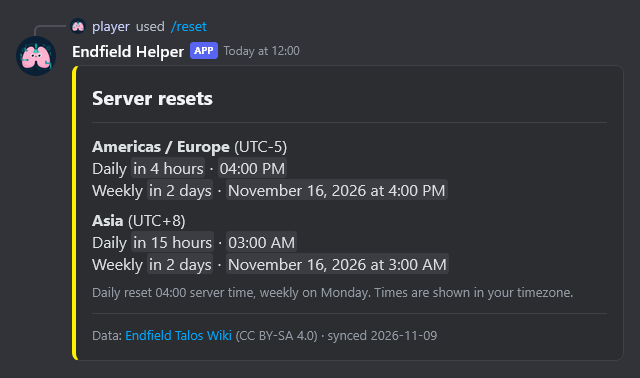 player used /reset
Endfield Helper APP Today at 12:00
Server resets
Americas / Europe (UTC-5)
Daily in 4 hours · 04:00 PM
Weekly in 2 days · November 16, 2026 at 4:00 PM
Asia (UTC+8)
Daily in 15 hours · 03:00 AM
Weekly in 2 days · November 16, 2026 at 3:00 AM
Daily reset 04:00 server time, weekly on Monday. Times are shown in your timezone.
Data: Endfield Talos Wiki (CC BY-SA 4.0) · synced 2026-11-09